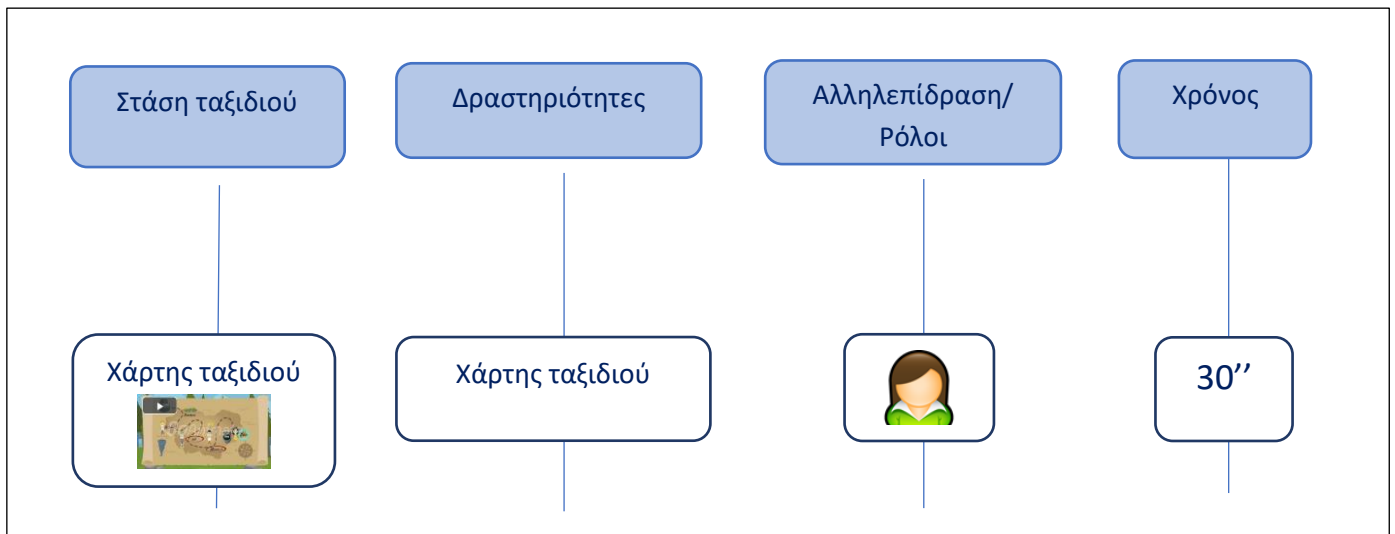 Στάση ταξιδιού
Δραστηριότητες
Αλληλεπίδραση/
Ρόλοι
Χρόνος
Χάρτης ταξιδιού
Χάρτης ταξιδιού
30’’